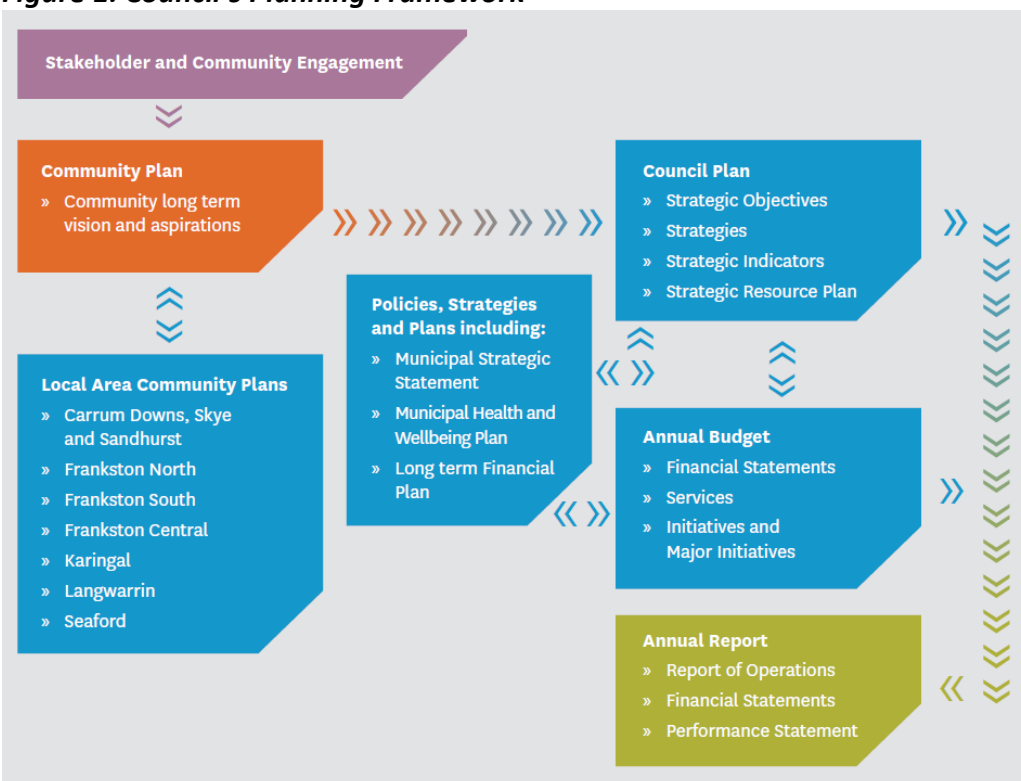 Stakeholder and Community Engagement
Community Plan
» Community long term
vision and aspirations
Council Plan
» Strategic Objectives
» Strategies
» Strategic Indicators
» Strategic Resource Plan
Policies, Strategies
and Plans including:
» Municipal Strategic
Statement
» Municipal Health and
Wellbeing Plan
» Long term Financial
Plan
Local Area Community Plans
» Carrum Downs, Skye
and Sandhurst
» Frankston North
» Frankston South
» Frankston Central
» Karingal
» Langwarrin
» Seaford
Annual Budget
» Financial Statements
» Services
» Initiatives and
Major Initiatives
Annual Report
» Report of Operations
» Financial Statements
» Performance Statement